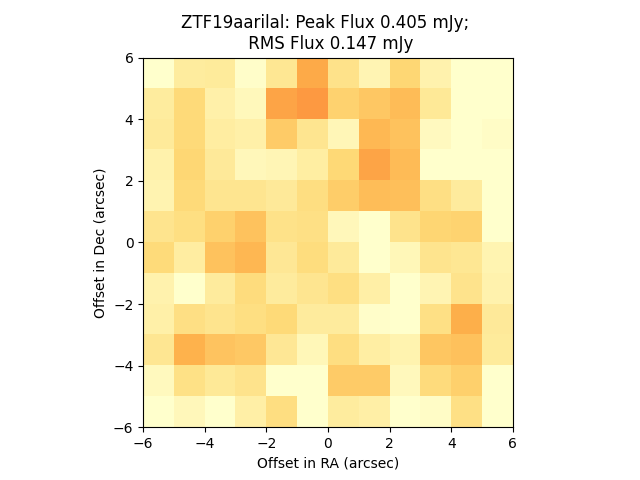 ZTF19aarilal: Peak Flux 0.405 mJy;
RMS Flux 0.147 mJy
6
4
2
0
−2
−4
−6
Offset in Dec (arcsec)
−6 −4 −2 0 2 4 6
Offset in RA (arcsec)